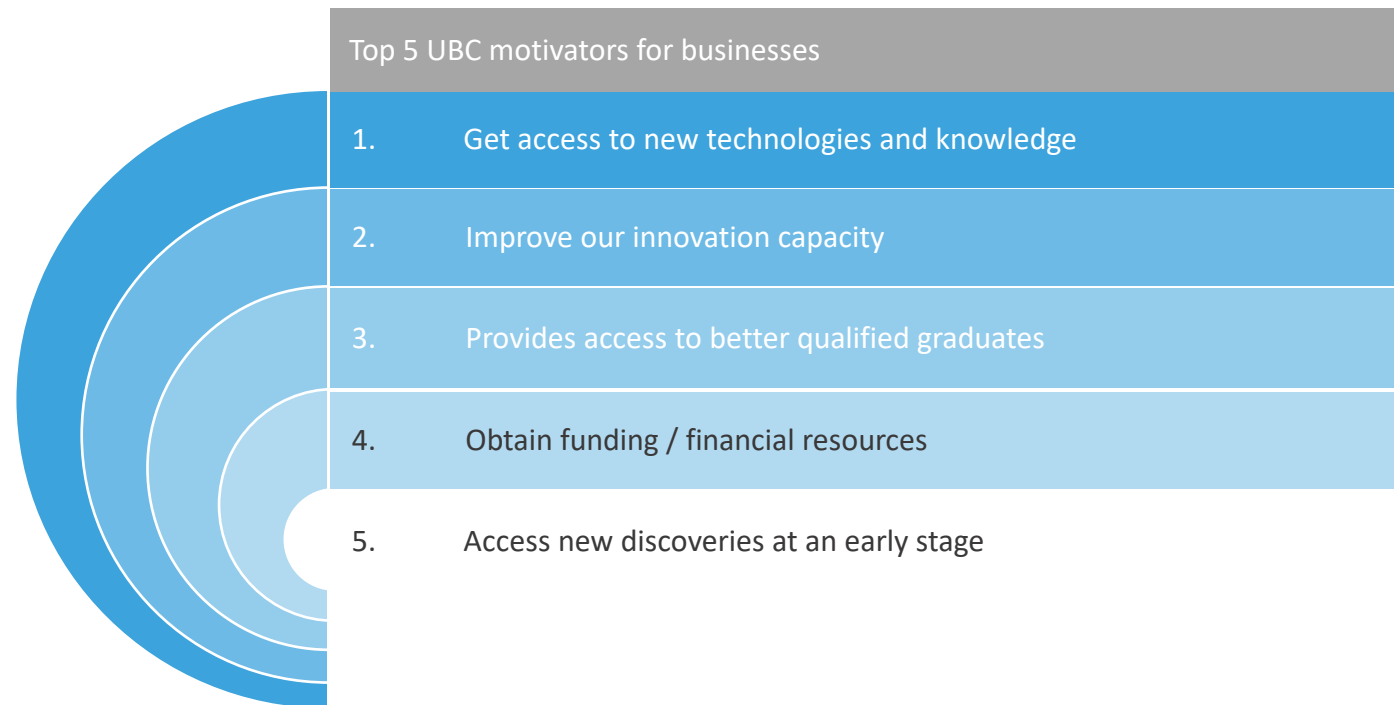 Top 5 UBC motivators for businesses
1. Get access to new technologies and knowledge
2. Improve our innovation capacity
3. Provides access to better qualified graduates
4. Obtain funding / financial resources
5. Access new discoveries at an early stage